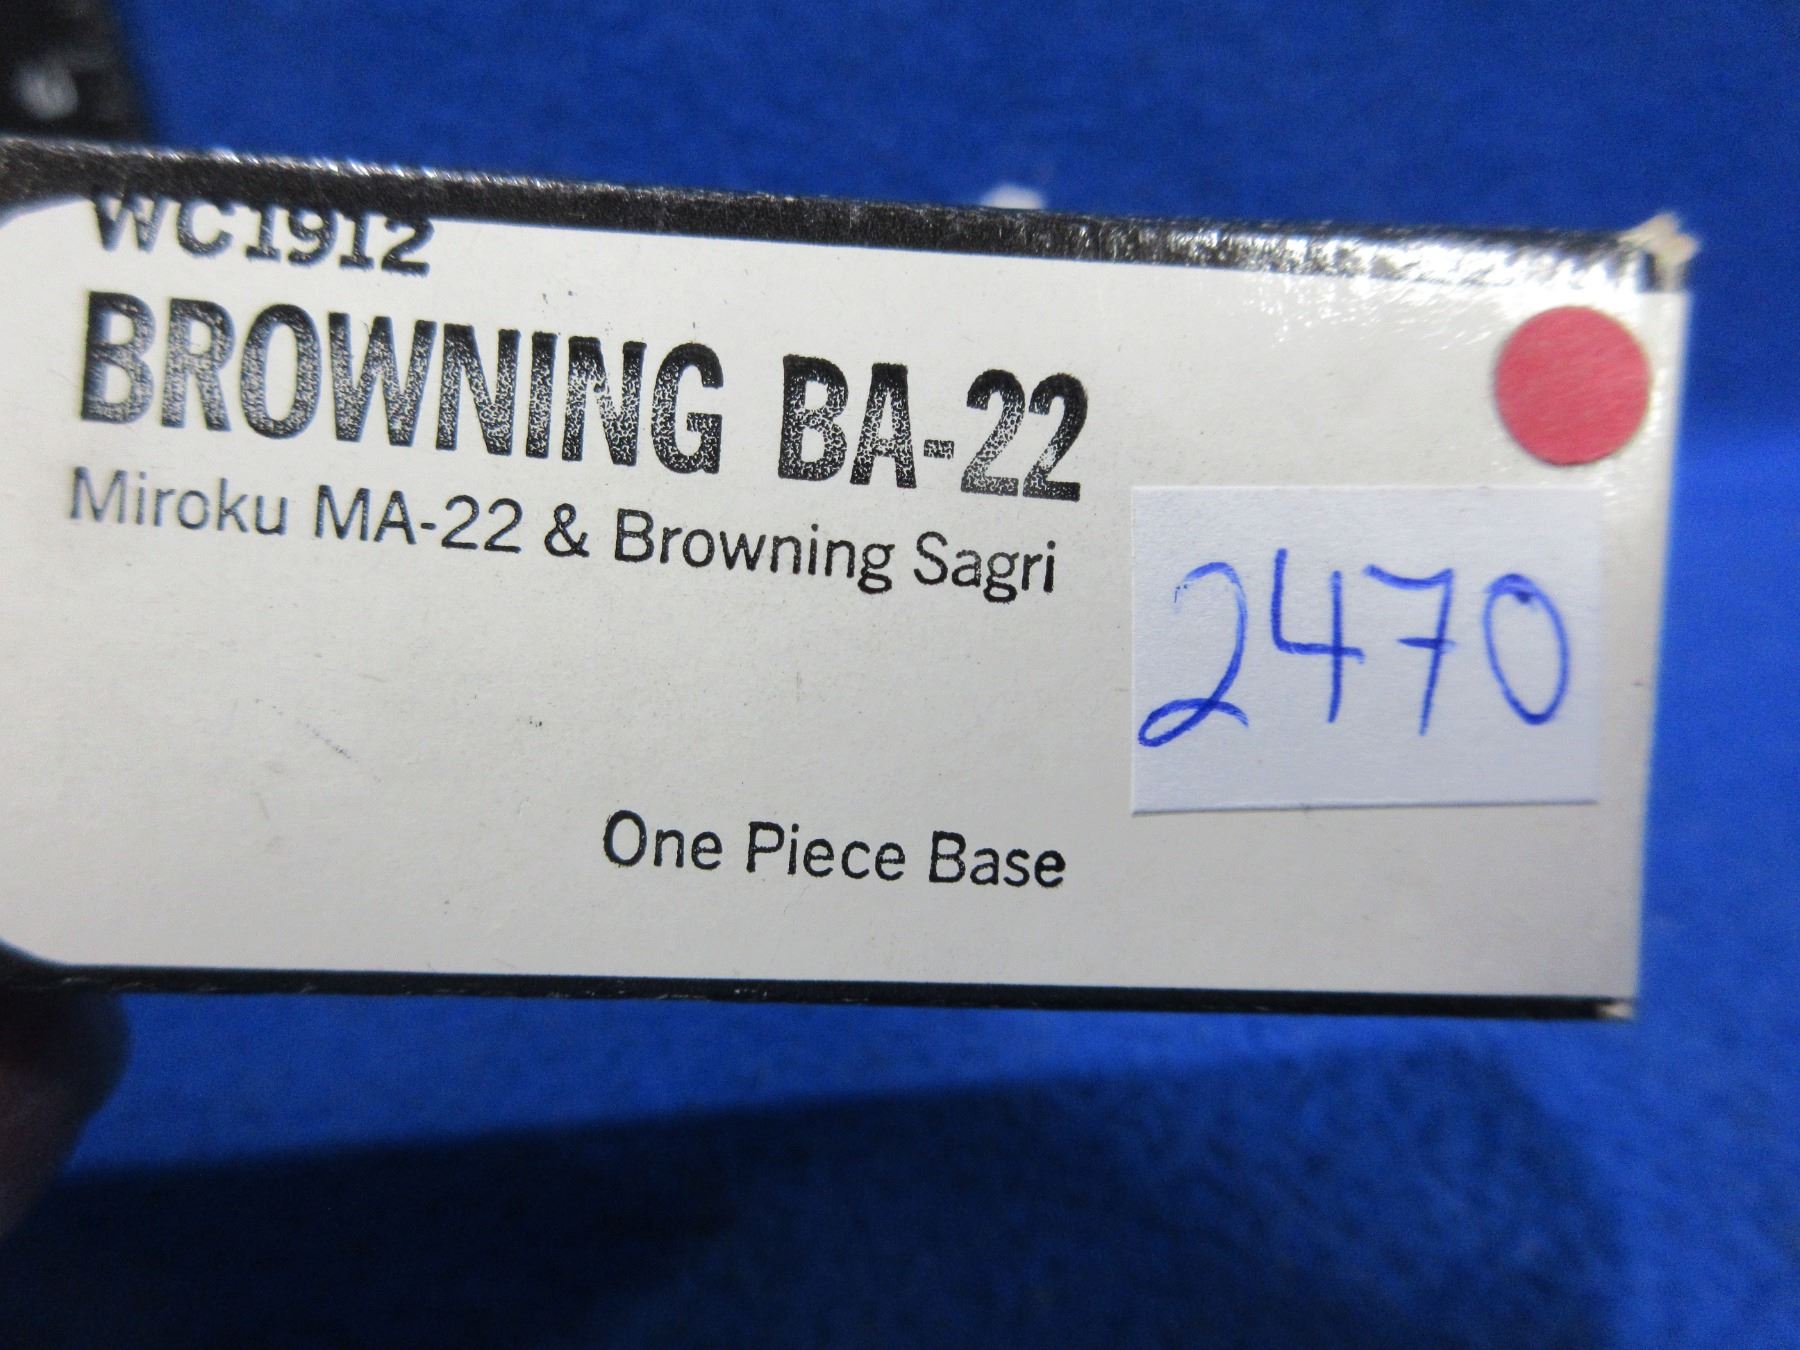 WC1912
BROWNING BA-22
Miroku MA-22 & Browning Sagri
2470
One Piece Base